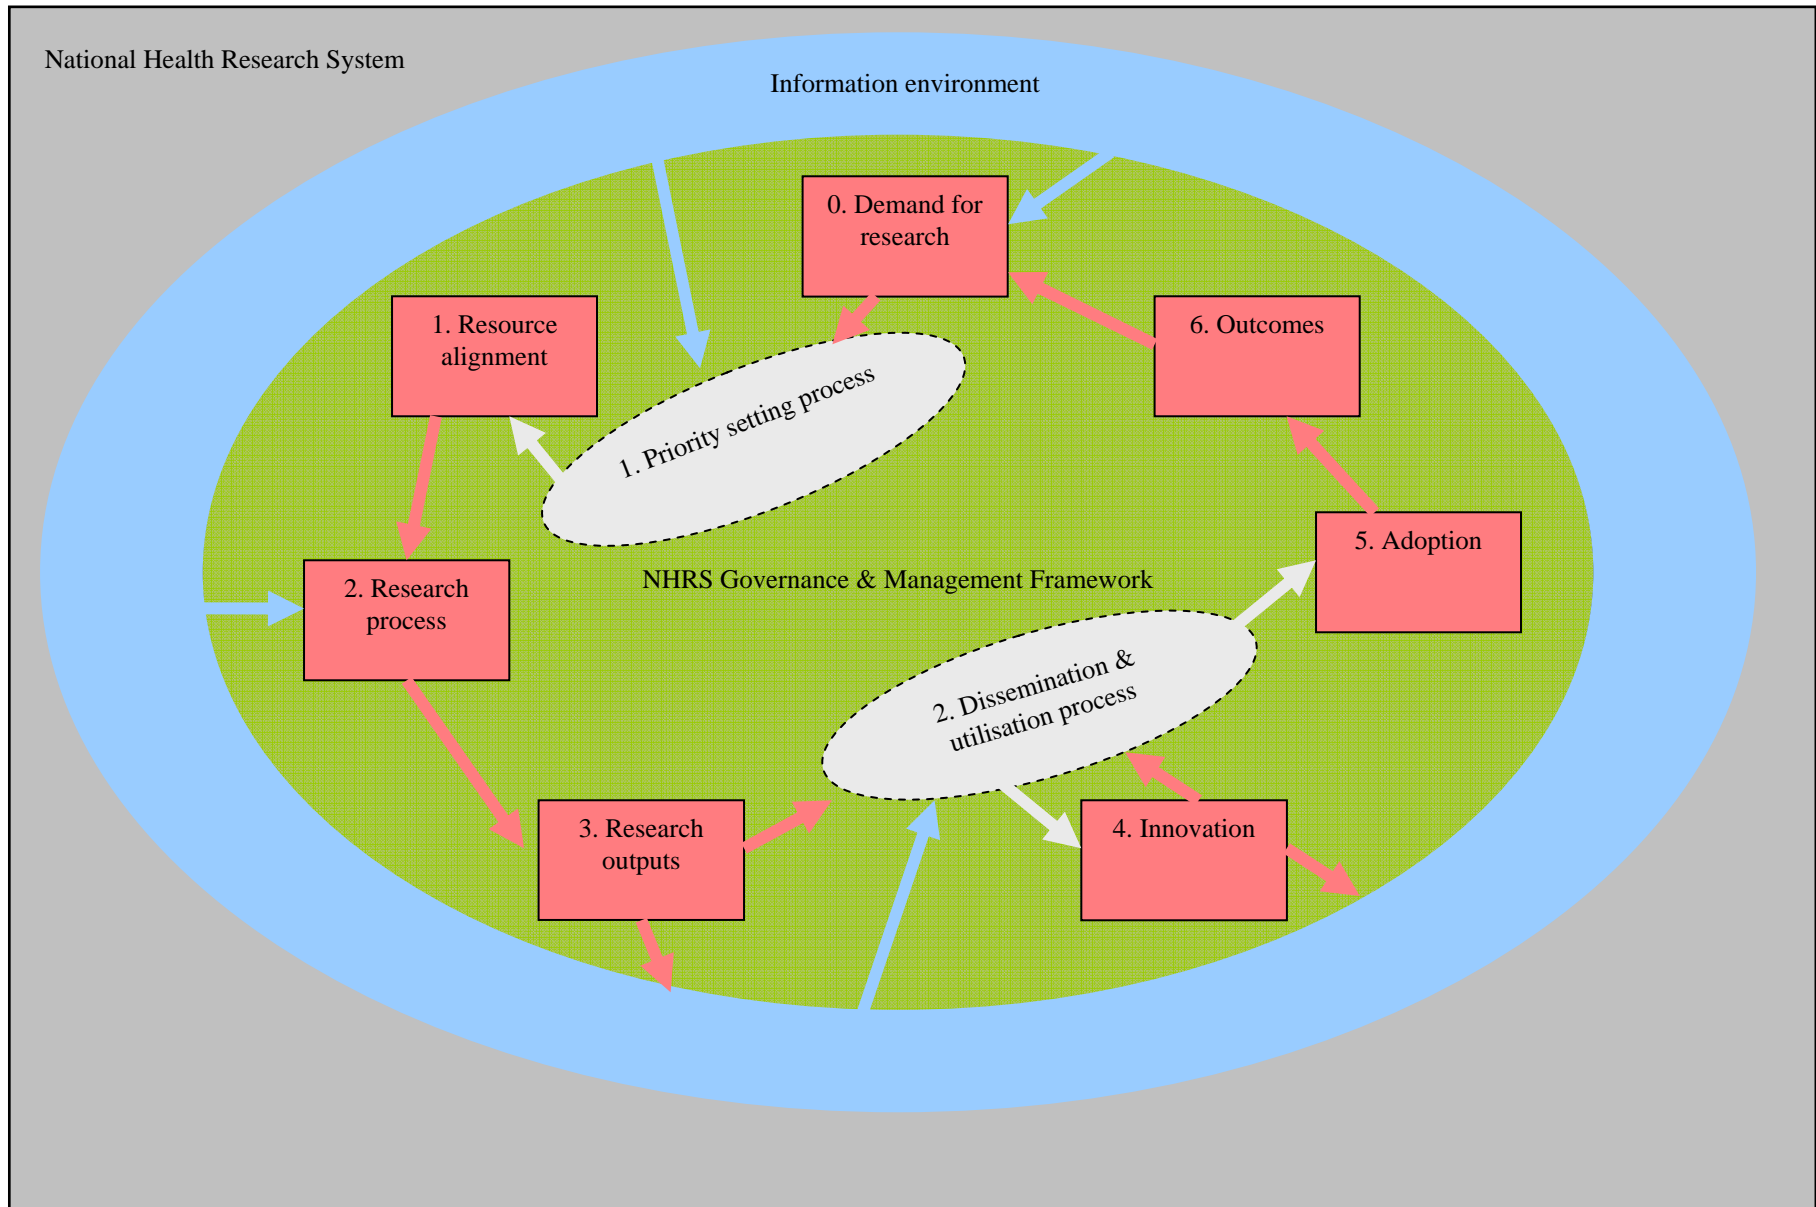 National Health Research System
Information environment
0. Demand for
research
1. Resource
alignment
6. Outcomes
1. Priority setting process
5. Adoption
2. Research
process
NHRS Governance & Management Framework
2. Dissemination &
utilisation process
3. Research
outputs
4. Innovation